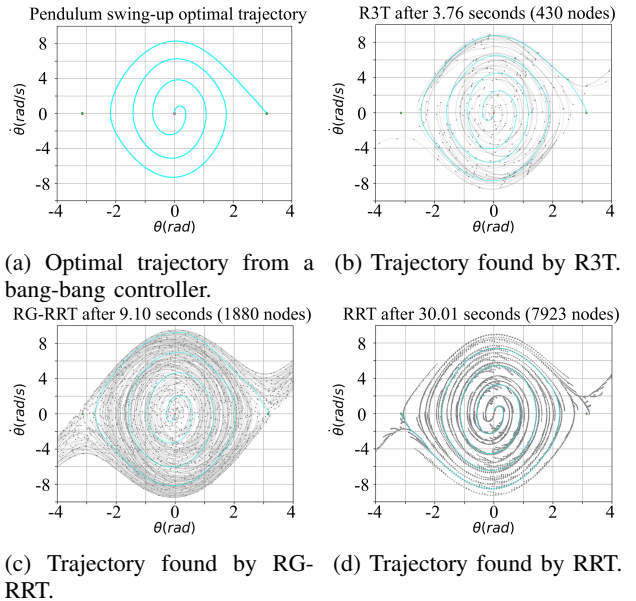 Pendulum swing-up optimal trajectory
8
4
0
-4
-8
θ̇(rad/s)
-4 -2 0 2 4
θ(rad)
R3T after 3.76 seconds (430 nodes)
8
4
0
-4
-8
θ̇(rad/s)
-4 -2 0 2 4
θ(rad)
(a) Optimal trajectory from a
bang-bang controller.
(b) Trajectory found by R3T.
RG-RRT after 9.10 seconds (1880 nodes)
8
4
0
-4
-8
θ̇(rad/s)
-4 -2 0 2 4
θ(rad)
RRT after 30.01 seconds (7923 nodes)
8
4
0
-4
-8
θ̇(rad/s)
-4 -2 0 2 4
θ(rad)
(c) Trajectory found by RG-
RRT.
(d) Trajectory found by RRT.